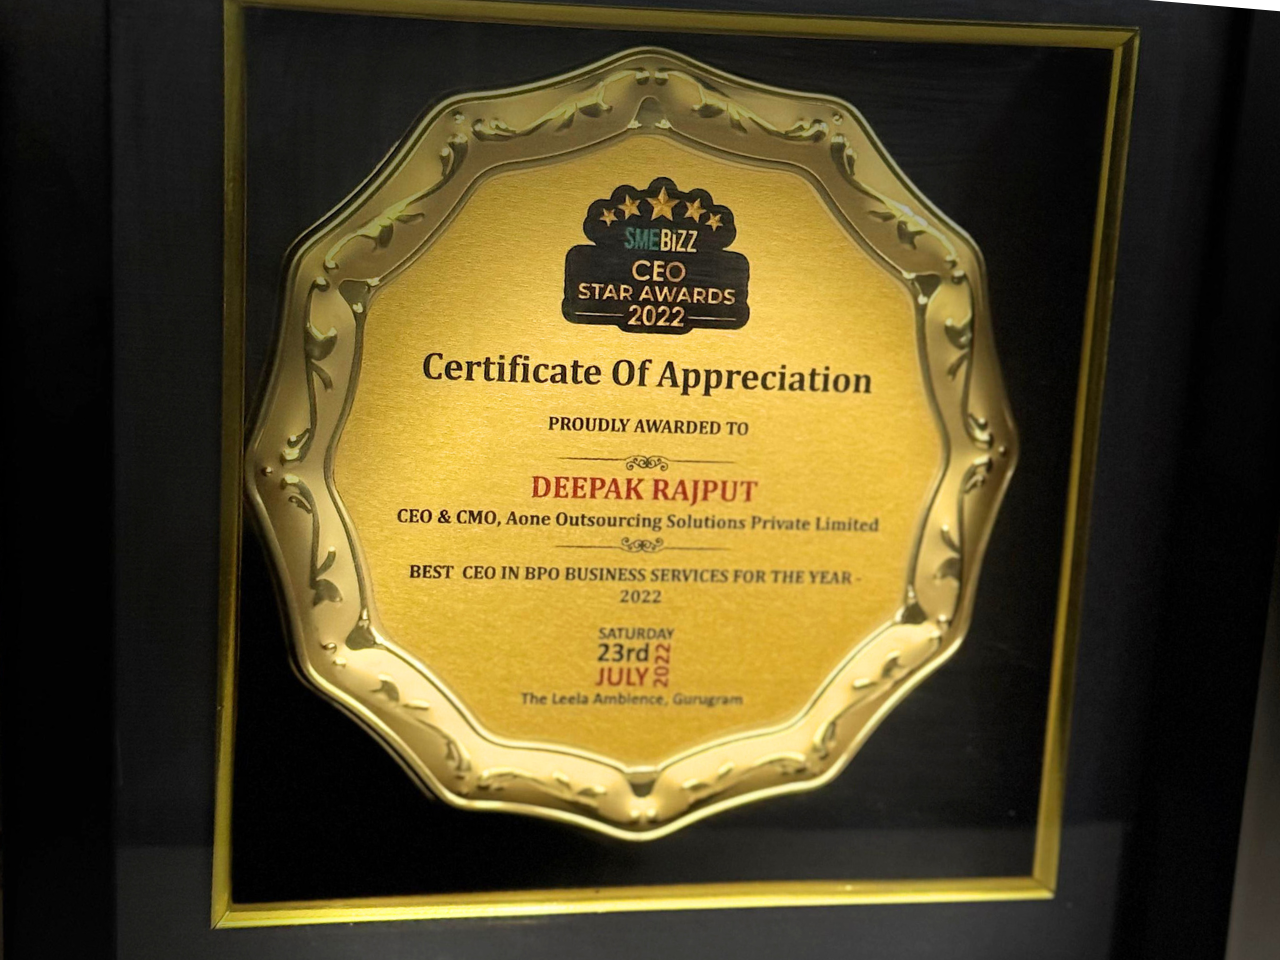 SMEBiZZ
CEO
STAR AWARDS
2022
Certificate Of Appreciation
PROUDLY AWARDED TO
DEEPAK RAJPUT
CEO & CMO, Aone Outsourcing Solutions Private Limited
BEST CEO IN BPO BUSINESS SERVICES FOR THE YEAR -
2022
SATURDAY
23rd
JULY 2022
The Leela Ambience, Gurugram